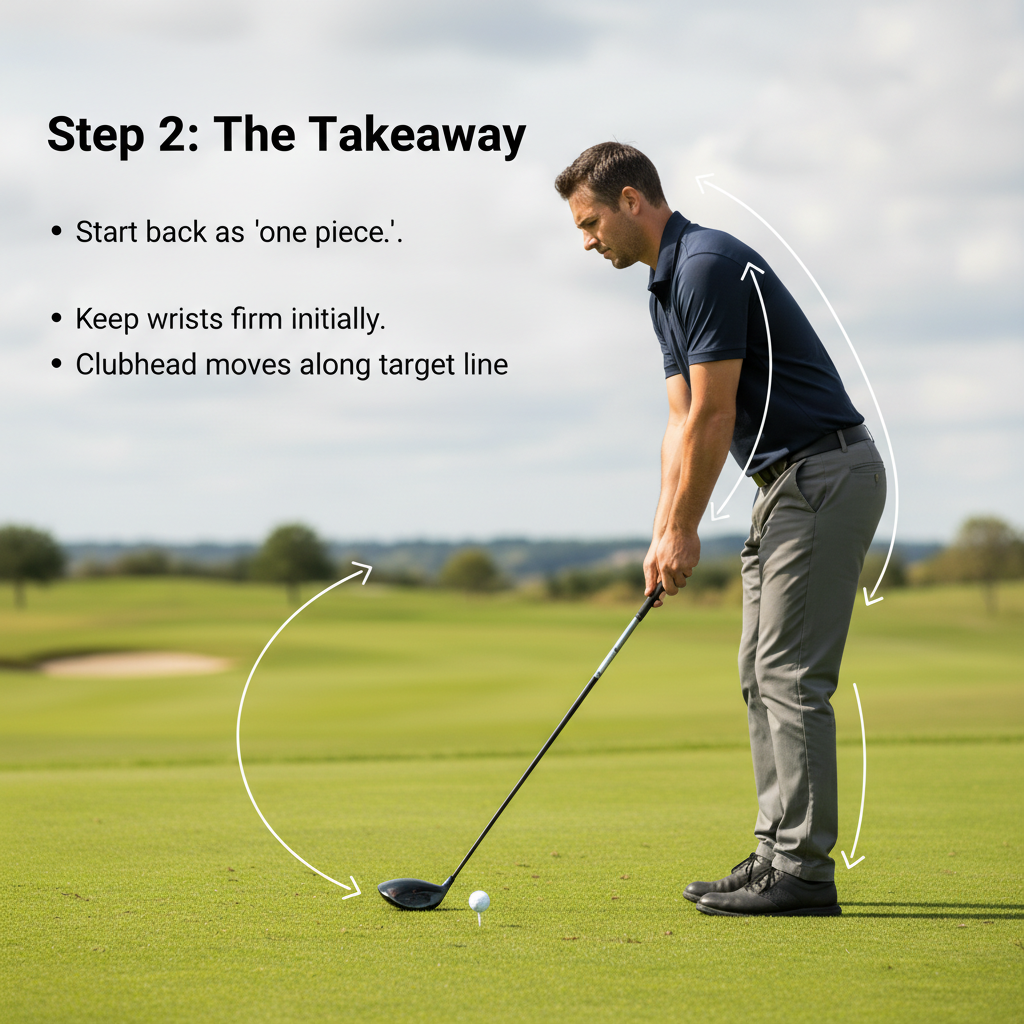 Step 2: The Takeaway
• Start back as 'one piece.'.
• Keep wrists firm initially.
• Clubhead moves along target line